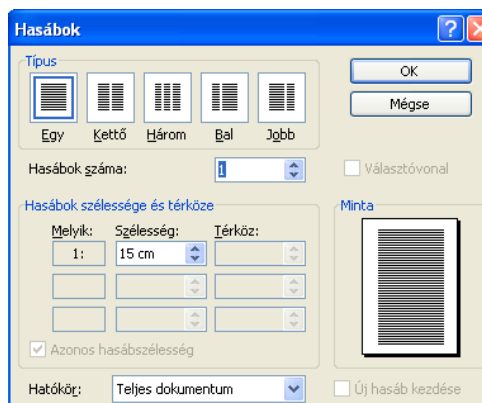 Hasábok
Típus
Egy Kettő Három Bal Jobb
OK
Mégse
Hasábok száma: 1
Választóvonal
Hasábok szélessége és térköze
Melyik: Szélesség: Térköz:
1: 15 cm
Azonos hasábszélesség
Minta
Hatókör: Teljes dokumentum
Új hasáb kezdése